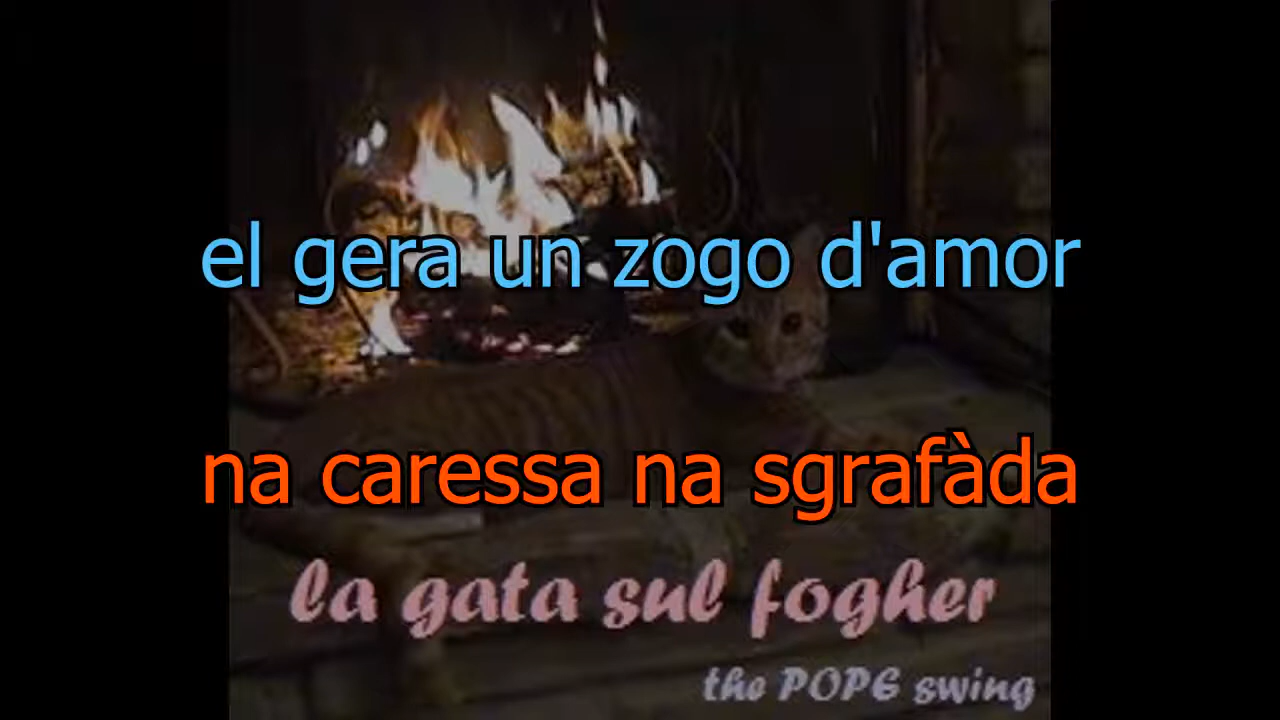 el gera un zogo d'amor
na caressa na sgrafàda
la gata sul fogher
the POPE swing